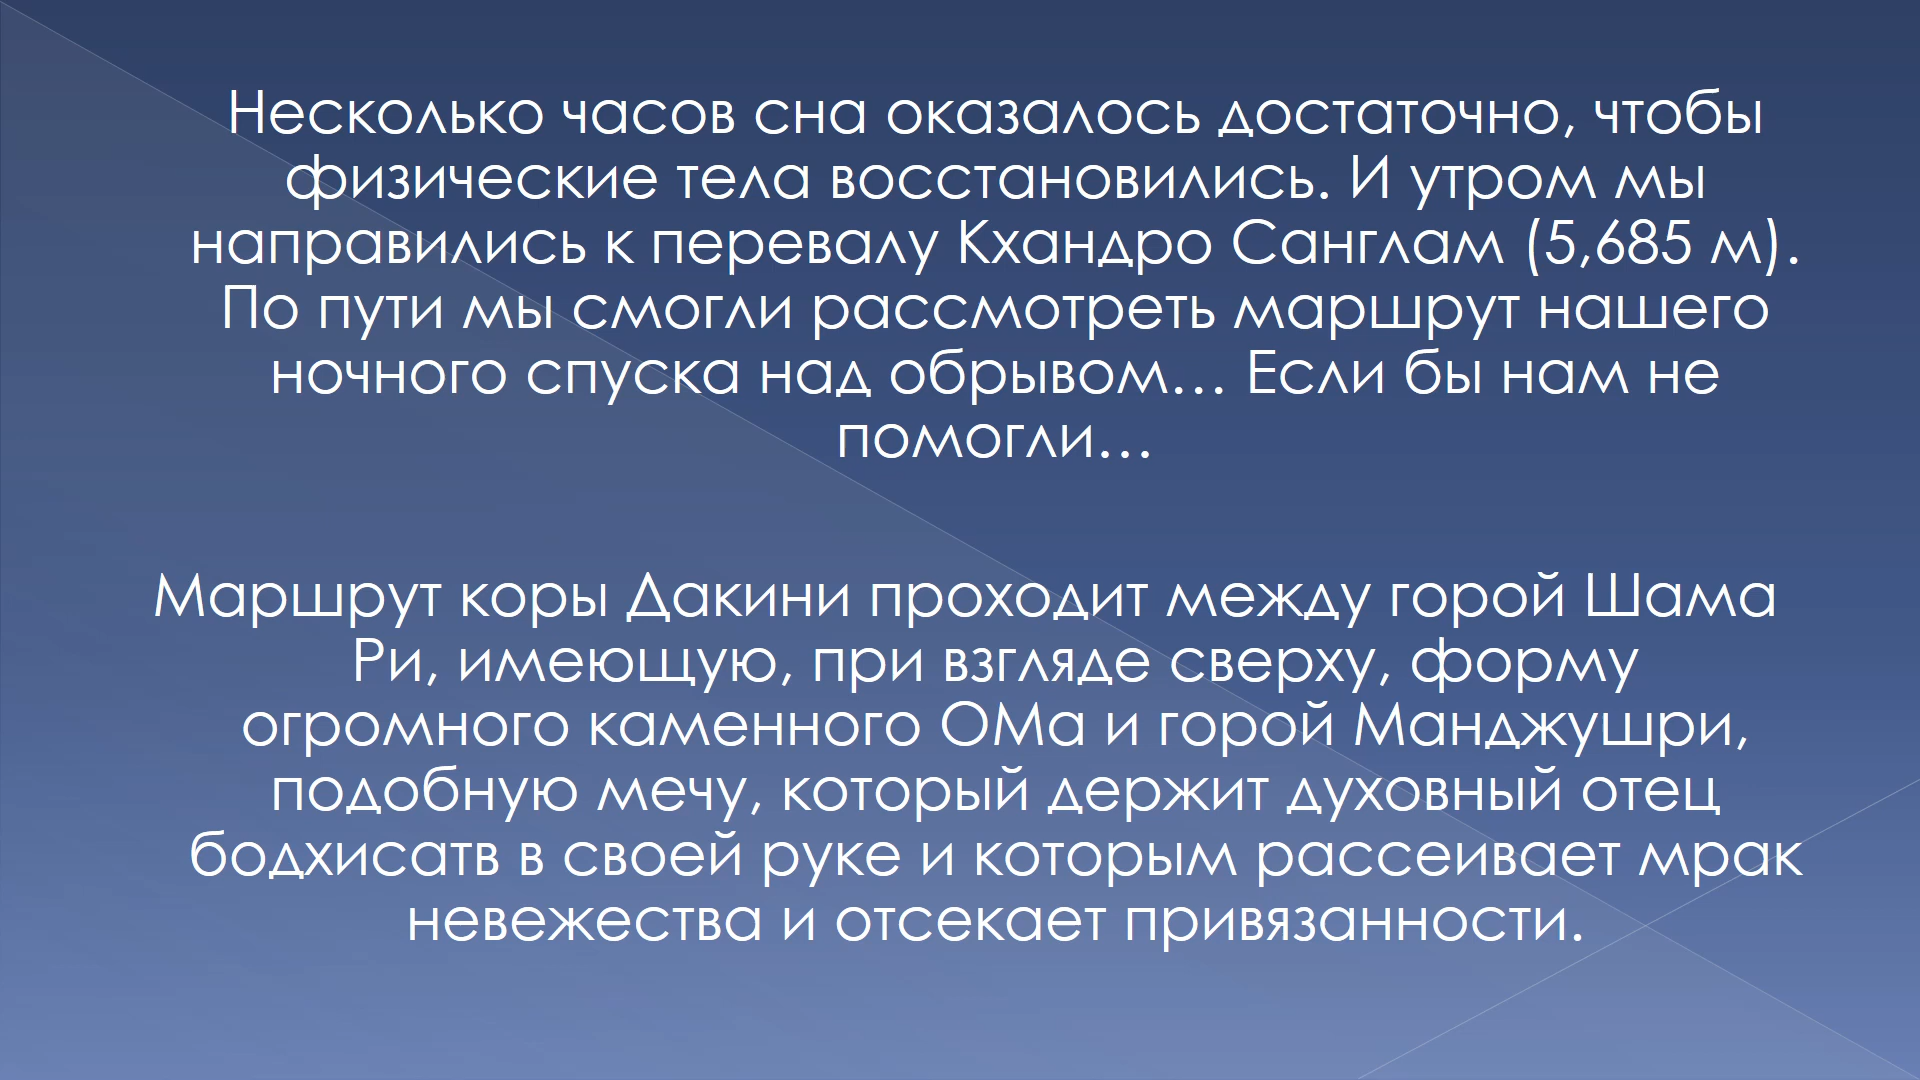 Несколько часов сна оказалось достаточно, чтобы
физические тела восстановились. И утром мы
направились к перевалу Кхандро Санглам (5,685 м).
По пути мы смогли рассмотреть маршрут нашего
ночного спуска над обрывом… Если бы нам не
помогли…
Маршрут коры Дакини проходит между горой Шама
Ри, имеющую, при взгляде сверху, форму
огромного каменного ОМа и горой Манджушри,
подобную мечу, который держит духовный отец
бодхисатв в своей руке и которым рассеивает мрак
невежества и отсекает привязанности.